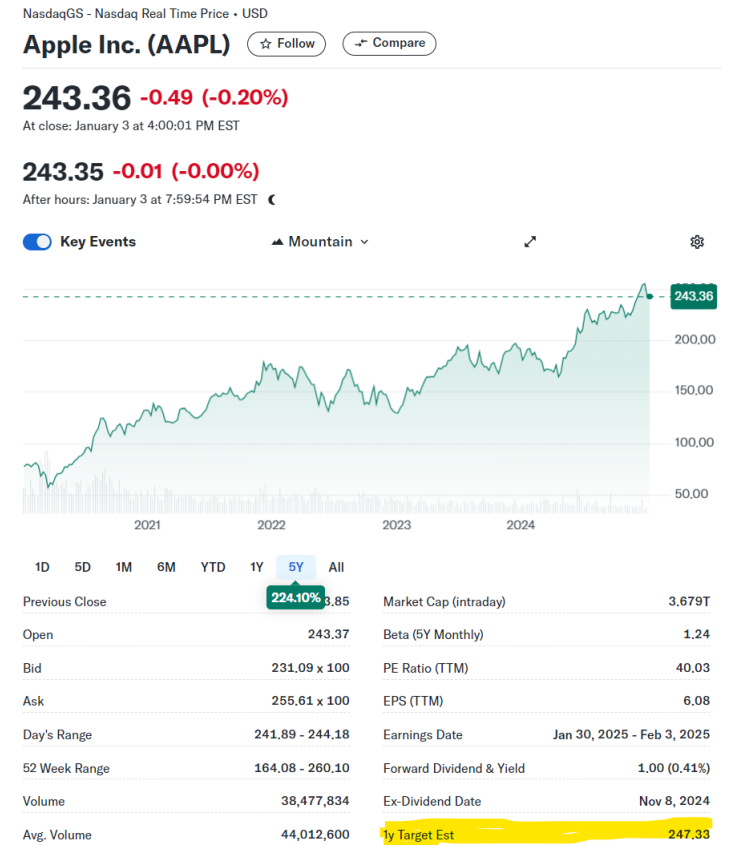 NasdaqGS - Nasdaq Real Time Price • USD
Apple Inc. (AAPL) Follow Compare
243.36 -0.49 (-0.20%)
At close: January 3 at 4:00:01 PM EST
243.35 -0.01 (-0.00%)
After hours: January 3 at 7:59:54 PM EST
Key Events Mountain
243.36
200.00
150.00
100.00
50.00
2021 2022 2023 2024
1D 5D 1M 6M YTD 1Y 5Y All
224.10%
Previous Close 3.85 Market Cap (intraday) 3.679T
Open 243.37 Beta (5Y Monthly) 1.24
Bid 231.09 x 100 PE Ratio (TTM) 40.03
Ask 255.61 x 100 EPS (TTM) 6.08
Day's Range 241.89 - 244.18 Earnings Date Jan 30, 2025 - Feb 3, 2025
52 Week Range 164.08 - 260.10 Forward Dividend & Yield 1.00 (0.41%)
Volume 38,477,834 Ex-Dividend Date Nov 8, 2024
Avg. Volume 44,012,600 1y Target Est 247.33